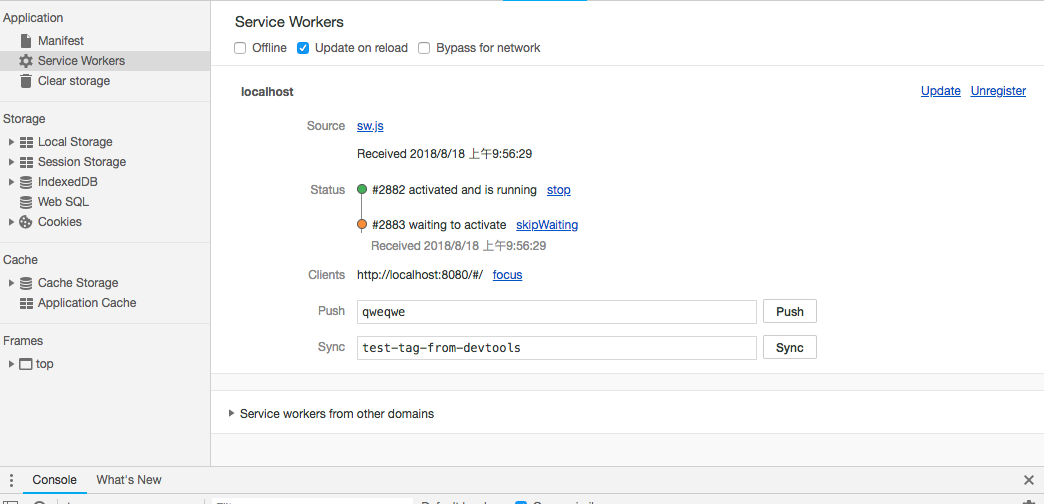 Application
Manifest
Service Workers
Clear storage
Storage
Local Storage
Session Storage
IndexedDB
Web SQL
Cookies
Cache
Cache Storage
Application Cache
Frames
top
Service Workers
Offline Update on reload Bypass for network
localhost Update Unregister
Source sw.js
Received 2018/8/18 上午9:56:29
Status #2882 activated and is running stop
#2883 waiting to activate skipWaiting
Received 2018/8/18 上午9:56:29
Clients http://localhost:8080/#/ focus
Push qweqwe Push
Sync test-tag-from-devtools Sync
Service workers from other domains
Console What's New